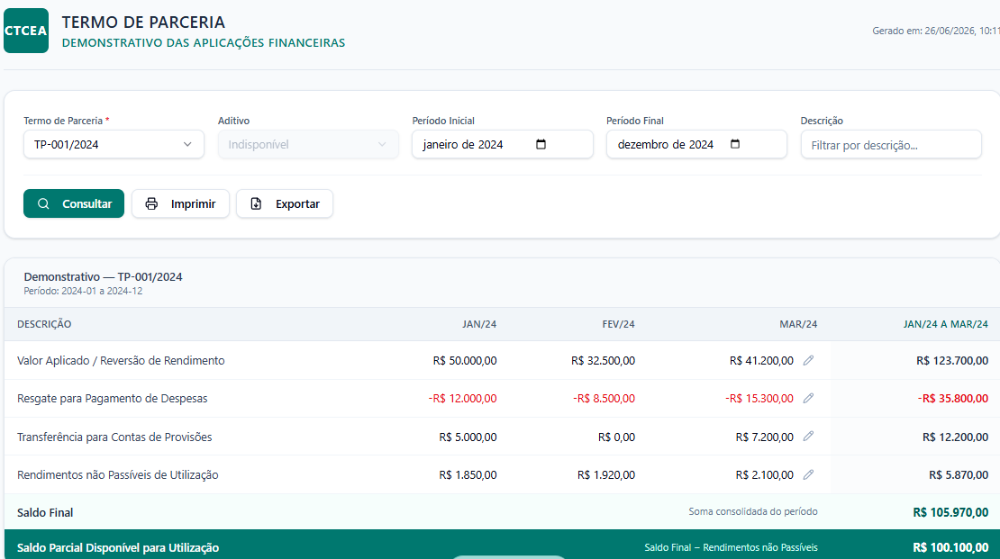 CTCEA
TERMO DE PARCERIA
DEMONSTRATIVO DAS APLICAÇÕES FINANCEIRAS
Gerado em: 26/06/2026, 10:11
Termo de Parceria * Aditivo Período Inicial Período Final Descrição
TP-001/2024 Indisponível janeiro de 2024 dezembro de 2024 Filtrar por descrição...
Consultar Imprimir Exportar
Demonstrativo — TP-001/2024
Período: 2024-01 a 2024-12
DESCRIÇÃO JAN/24 FEV/24 MAR/24 JAN/24 A MAR/24
Valor Aplicado / Reversão de Rendimento R$ 50.000,00 R$ 32.500,00 R$ 41.200,00 R$ 123.700,00
Resgate para Pagamento de Despesas -R$ 12.000,00 -R$ 8.500,00 -R$ 15.300,00 -R$ 35.800,00
Transferência para Contas de Provisões R$ 5.000,00 R$ 0,00 R$ 7.200,00 R$ 12.200,00
Rendimentos não Passíveis de Utilização R$ 1.850,00 R$ 1.920,00 R$ 2.100,00 R$ 5.870,00
Saldo Final Soma consolidada do período R$ 105.970,00
Saldo Parcial Disponível para Utilização Saldo Final – Rendimentos não Passíveis R$ 100.100,00